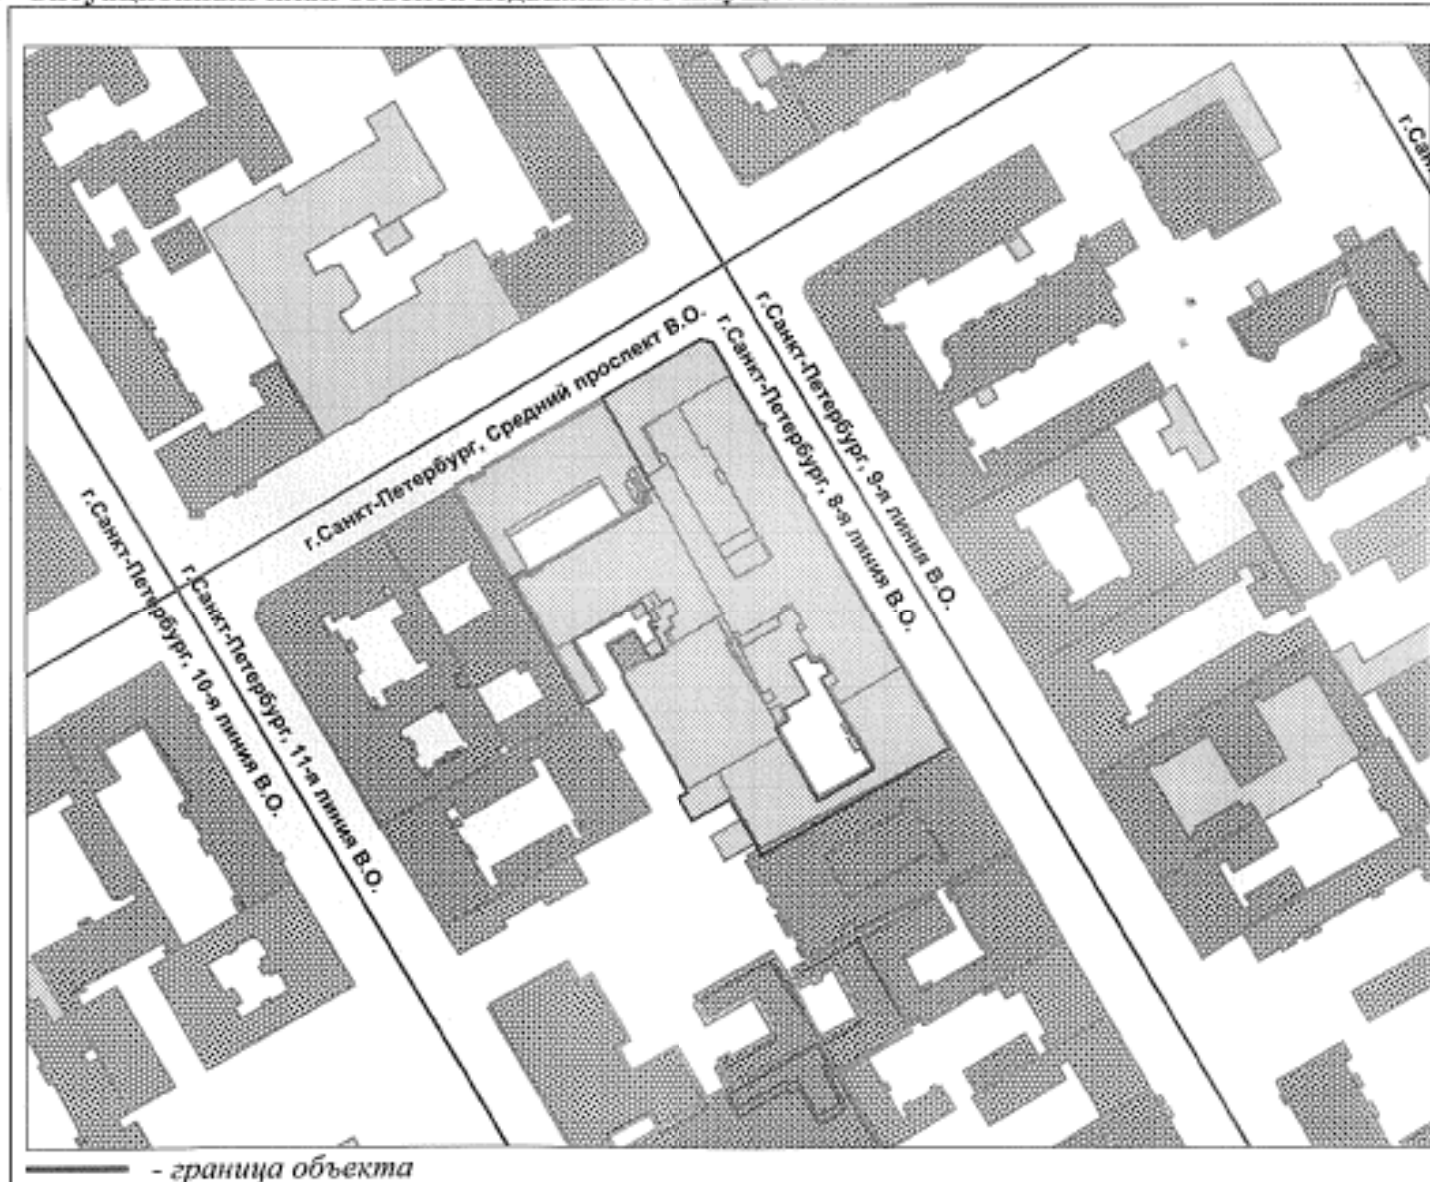 г.Санкт-Петербург, Средний проспект В.О.
г.Санкт-Петербург, 9-я линия В.О.
г.Санкт-Петербург, 8-я линия В.О.
г.Санкт-Петербург, 10-я линия В.О.
г.Санкт-Петербург, 11-я линия В.О.
- граница объекта